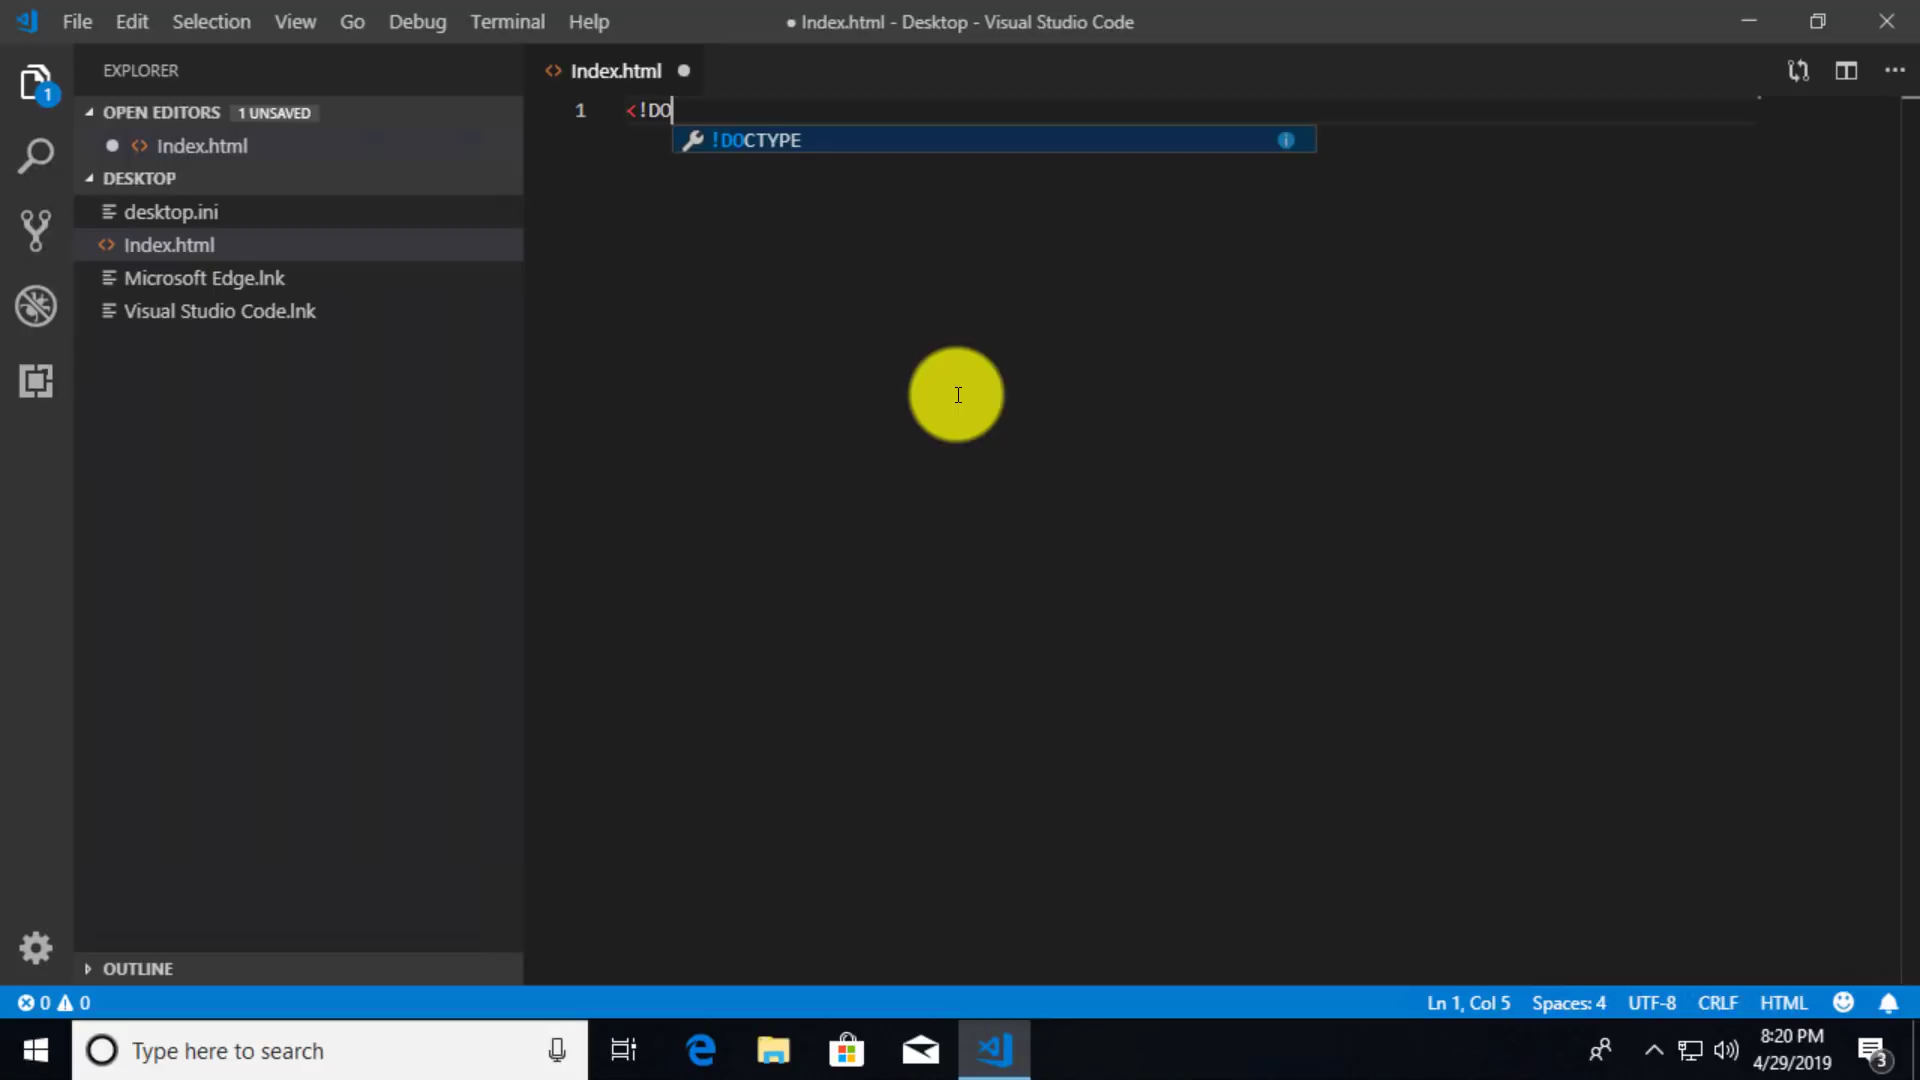 File Edit Selection View Go Debug Terminal Help
● Index.html - Desktop - Visual Studio Code
EXPLORER
OPEN EDITORS 1 UNSAVED
Index.html
DESKTOP
desktop.ini
Index.html
Microsoft Edge.lnk
Visual Studio Code.lnk
OUTLINE
1
Index.html
1 <!DO
!DOCTYPE
0 0
Ln 1, Col 5 Spaces: 4 UTF-8 CRLF HTML
Type here to search
8:20 PM
4/29/2019
3